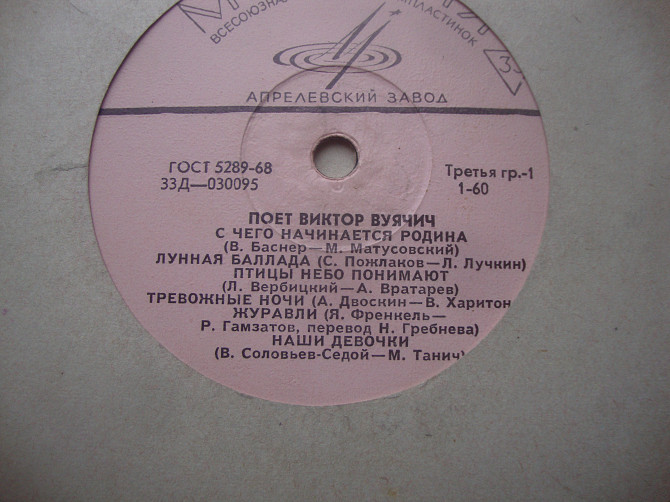 ВСЕСОЮЗНА
ПЛАСТИНОК
АПРЕЛЕВСКИЙ ЗАВОД
ГОСТ 5289-68
33Д—030095
Третья гр.-1
1-60
ПОЕТ ВИКТОР ВУЯЧИЧ
С ЧЕГО НАЧИНАЕТСЯ РОДИНА
(В. Баснер—М. Матусовский)
ЛУННАЯ БАЛЛАДА (С. Пожлаков—Л. Лучкин)
ПТИЦЫ НЕБО ПОНИМАЮТ
(Л. Вербицкий—А. Вратарев)
ТРЕВОЖНЫЕ НОЧИ (А. Двоскин—В. Харитон
ЖУРАВЛИ (Я. Френкель—
Р. Гамзатов, перевод Н. Гребнева)
НАШИ ДЕВОЧКИ
(В. Соловьев-Седой—М. Танич)